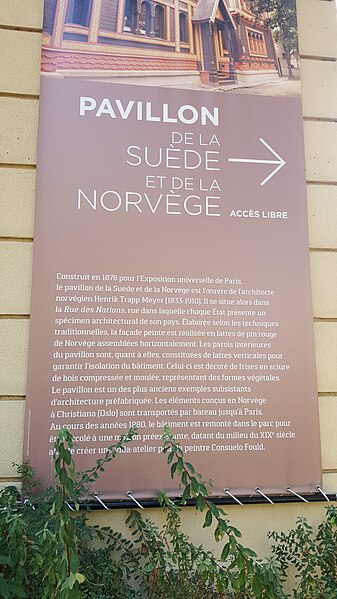 PAVILLON
DE LA
SUÈDE
ET DE LA
NORVÈGE ACCÈS LIBRE
Construit en 1878 pour l'Exposition universelle de Paris,
le pavillon de la Suède et de la Norvège est l'œuvre de l'architecte
norvégien Henrik Trapp-Meyer (1833-1910). Il se situe alors dans
la Rue des Nations, rue dans laquelle chaque État présente un
spécimen architectural de son pays. Élaborée selon les techniques
traditionnelles, la façade peinte est réalisée en lattes de pin rouge
de Norvège assemblées horizontalement. Les parois intérieures
du pavillon sont, quant à elles, constituées de lattes verticales pour
garantir l'isolation du bâtiment. Celui-ci est décoré de frises en sciure
de bois compressée et moulée, représentant des formes végétales.
Le pavillon est un des plus anciens exemples subsistants
d'architecture préfabriquée. Les éléments conçus en Norvège
à Christiana (Oslo) sont transportés par bateau jusqu'à Paris.
Au cours des années 1880, le bâtiment est remonté dans le parc pour
accolé à une maison préexistante, datant du milieu du XIXe siècle
de créer une villa-atelier pour la peintre Consuelo Fould.